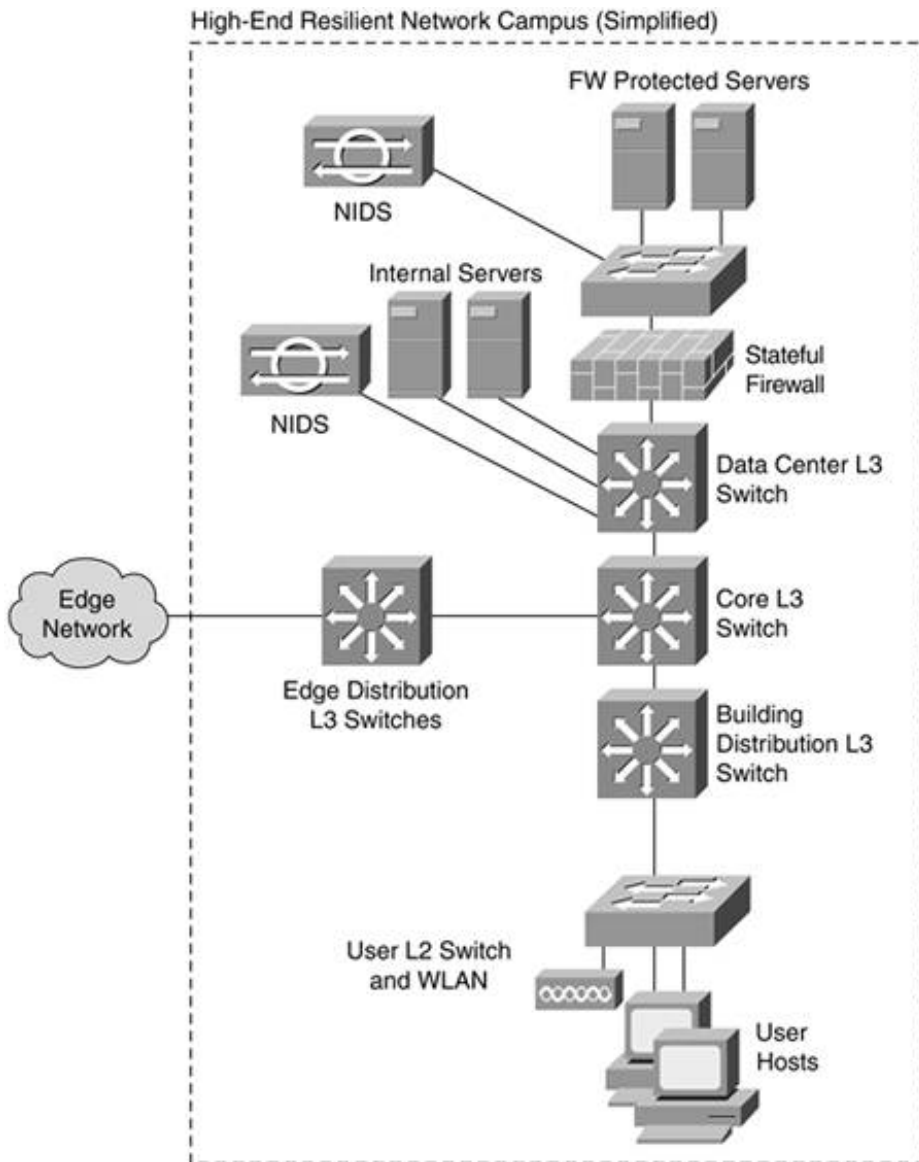 High-End Resilient Network Campus (Simplified)
FW Protected Servers
NIDS
Internal Servers
Stateful
Firewall
NIDS
Data Center L3
Switch
Edge
Network
Core L3
Switch
Edge Distribution
L3 Switches
Building
Distribution L3
Switch
User L2 Switch
and WLAN
User
Hosts